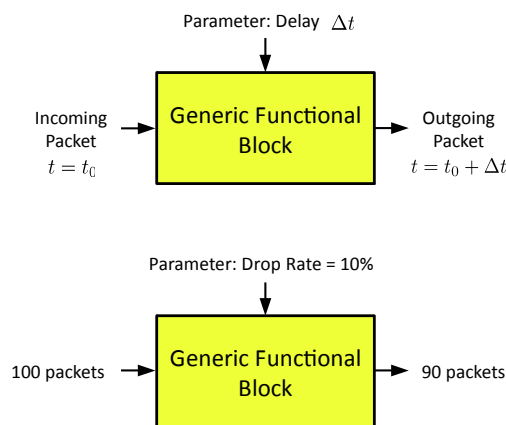 Parameter: Delay Δt
Generic Functional
Block
Incoming
Packet
t = t₀
Outgoing
Packet
t = t₀ + Δt
Parameter: Drop Rate = 10%
100 packets
Generic Functional
Block
90 packets